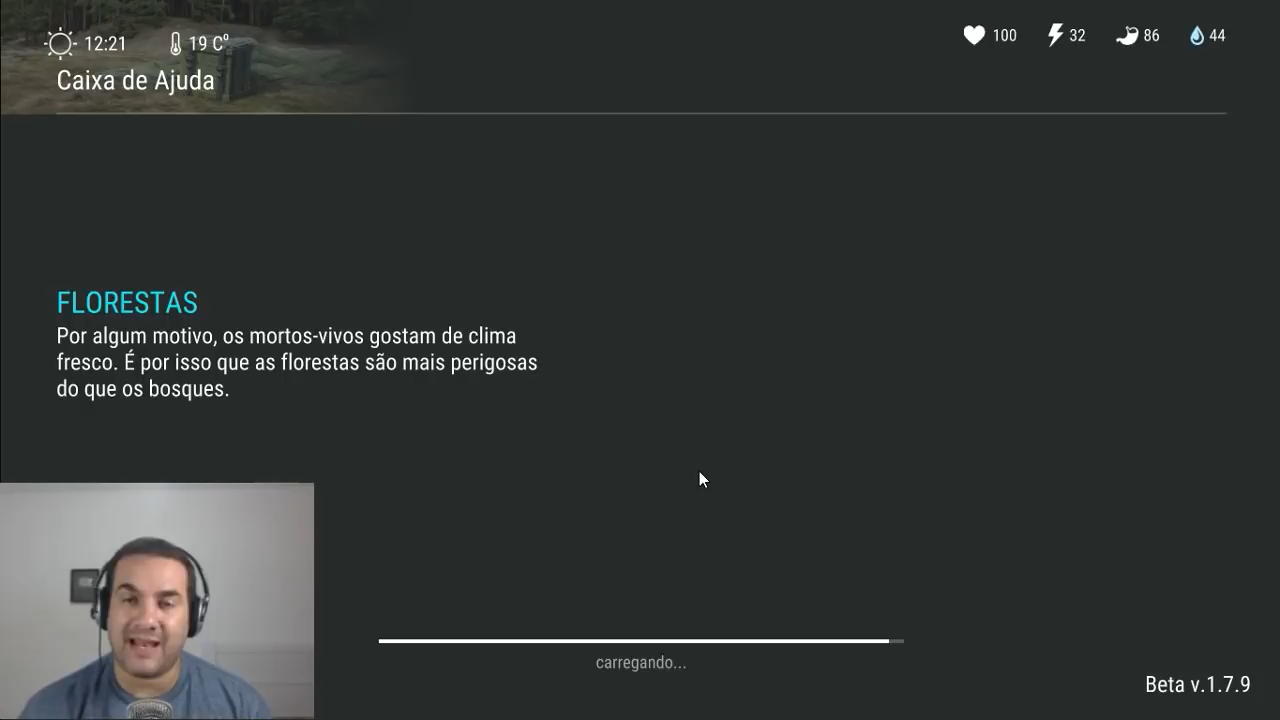 12:21 19 Cº
100 32 86 44
Caixa de Ajuda
FLORESTAS
Por algum motivo, os mortos-vivos gostam de clima
fresco. É por isso que as florestas são mais perigosas
do que os bosques.
carregando...
Beta v.1.7.9